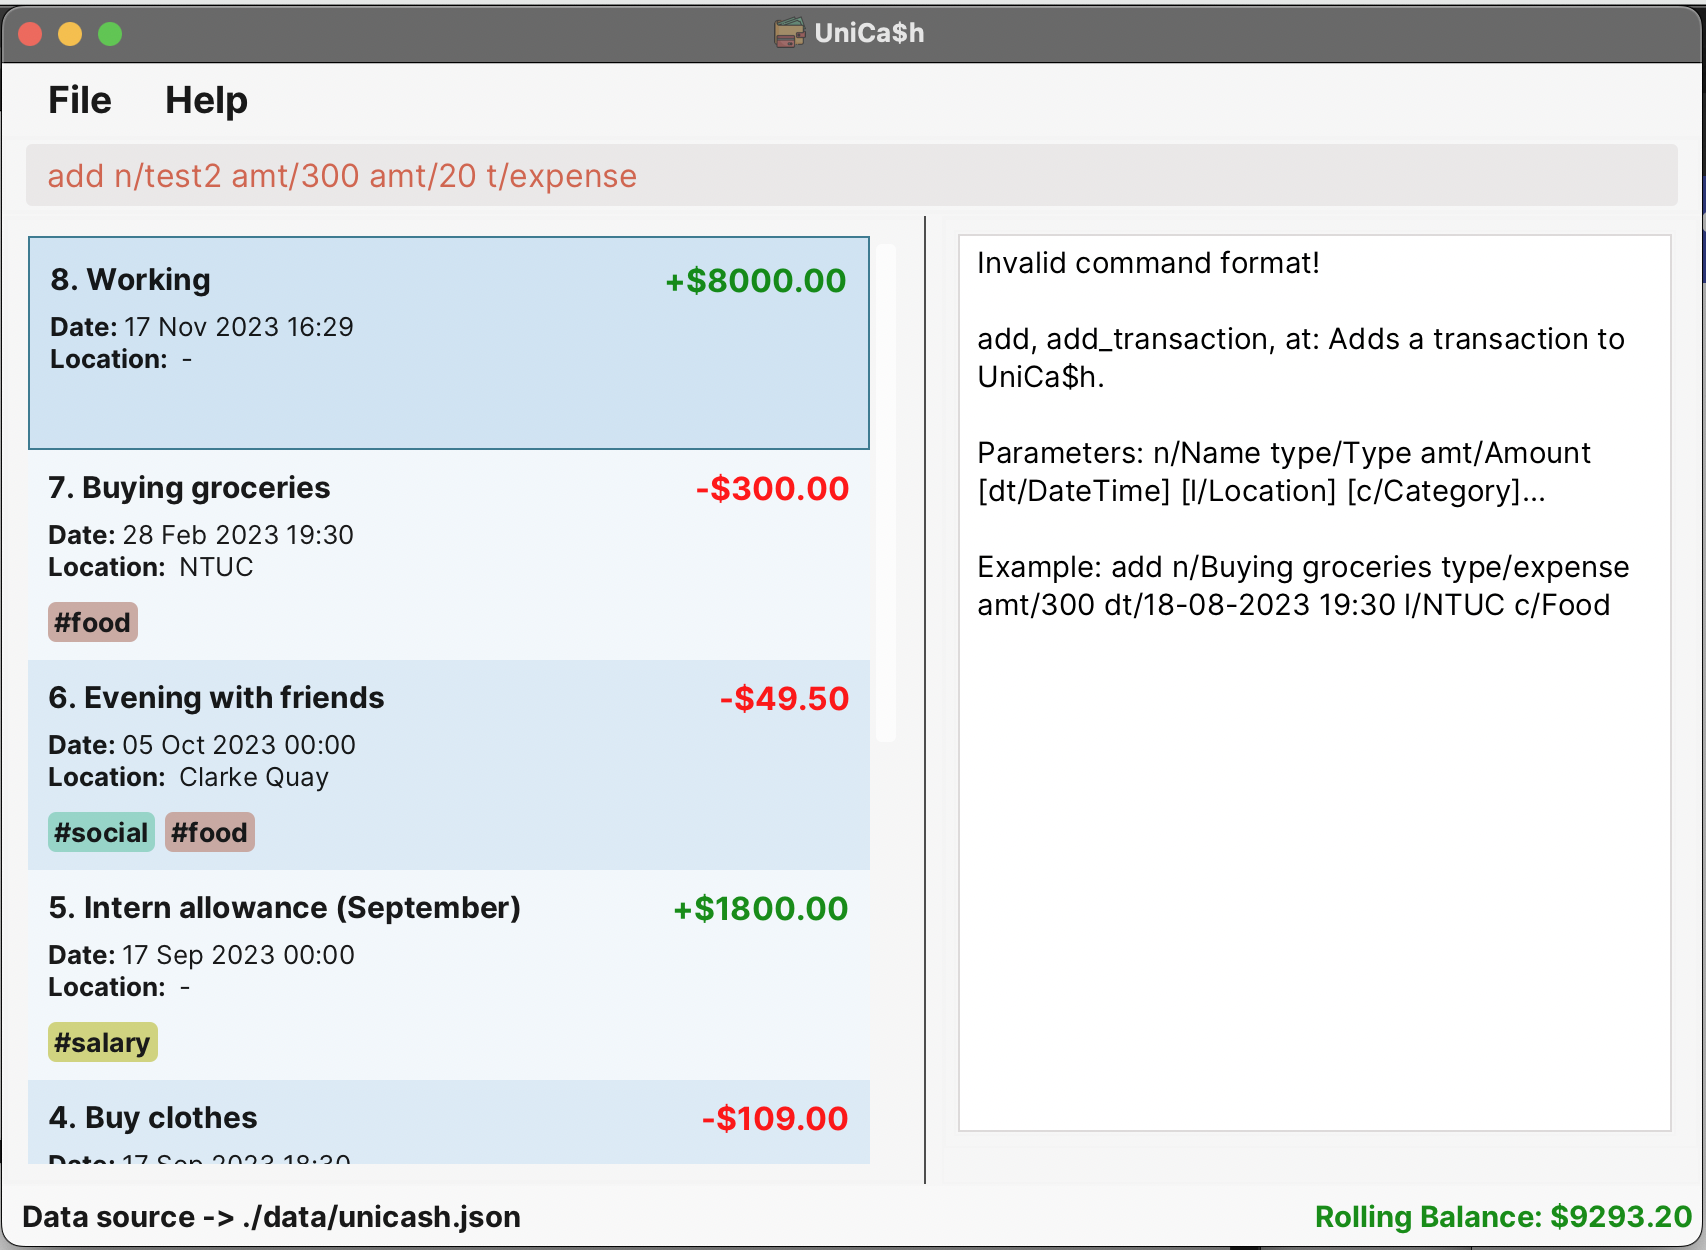 UniCa$h
File Help
add n/test2 amt/300 amt/20 t/expense
8. Working +$8000.00
Date: 17 Nov 2023 16:29
Location: -
7. Buying groceries -$300.00
Date: 28 Feb 2023 19:30
Location: NTUC
#food
6. Evening with friends -$49.50
Date: 05 Oct 2023 00:00
Location: Clarke Quay
#social #food
5. Intern allowance (September) +$1800.00
Date: 17 Sep 2023 00:00
Location: -
#salary
4. Buy clothes -$109.00
Date: 17 Sep 2023 18:30
Invalid command format!
add, add_transaction, at: Adds a transaction to
UniCa$h.
Parameters: n/Name type/Type amt/Amount
[dt/DateTime] [l/Location] [c/Category]...
Example: add n/Buying groceries type/expense
amt/300 dt/18-08-2023 19:30 l/NTUC c/Food
Data source -> ./data/unicash.json
Rolling Balance: $9293.20